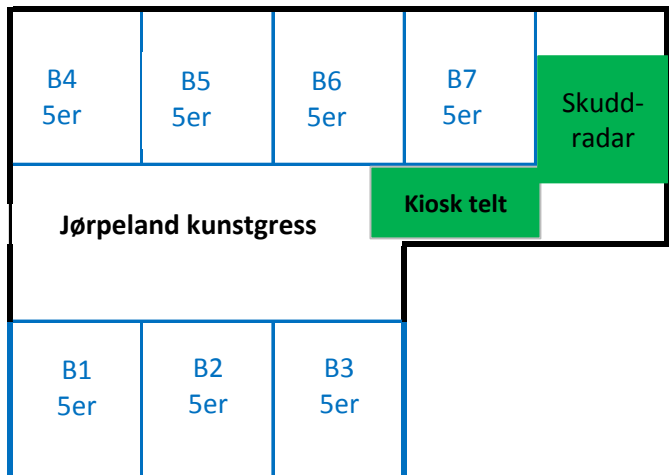 B4
5er
B5
5er
B6
5er
B7
5er
Skudd-
radar
Kiosk telt
Jørpeland kunstgress
B1
5er
B2
5er
B3
5er